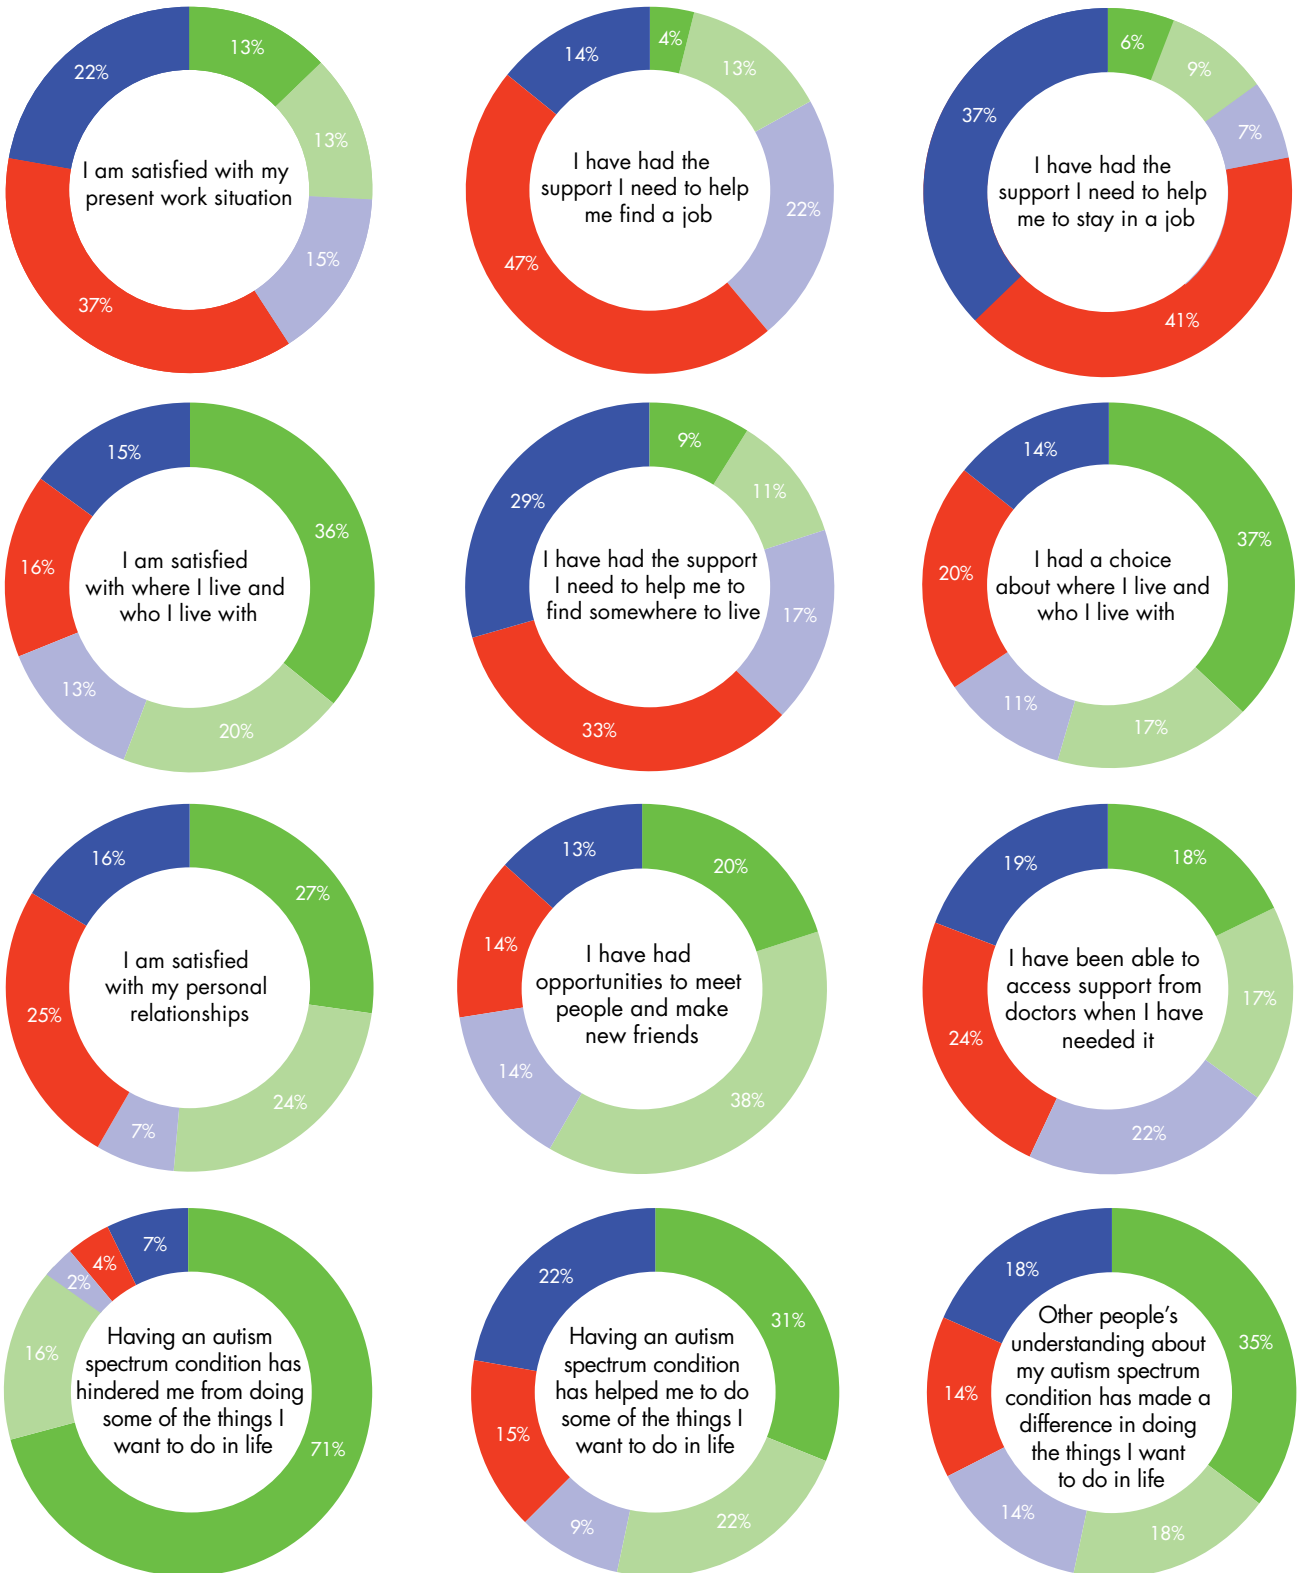 13%
22%
13%
I am satisfied with my
present work situation
15%
37%
4%
14%
13%
I have had the
support I need to help
me find a job
22%
47%
6%
9%
37%
7%
I have had the
support I need to help
me to stay in a job
41%
15%
36%
16%
I am satisfied
with where I live and
who I live with
13%
20%
9%
11%
29%
I have had the support
I need to help me to
find somewhere to live
17%
33%
14%
37%
20%
I had a choice
about where I live and
who I live with
11%
17%
16%
27%
I am satisfied
with my personal
relationships
25%
24%
7%
13%
20%
14%
I have had
opportunities to meet
people and make
new friends
14%
38%
19%
18%
I have been able to
access support from
doctors when I have
needed it
17%
24%
22%
7%
4%
2%
16%
Having an autism
spectrum condition has
hindered me from doing
some of the things I
want to do in life
71%
22%
31%
Having an autism
spectrum condition
has helped me to do
some of the things I
want to do in life
15%
9%
22%
18%
35%
14%
Other people's
understanding about
my autism spectrum
condition has made a
difference in doing
the things I want
to do in life
14%
18%